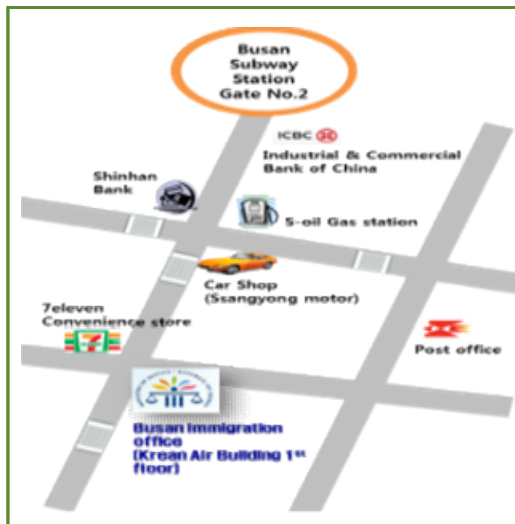 Busan
Subway
Station
Gate No.2
ICBC
Industrial & Commercial
Bank of China
Shinhan
Bank
S-oil Gas station
Car Shop
(Ssangyong motor)
7eleven
Convenience store
Post office
Busan Immigration
office
(Krean Air Building 1st
floor)